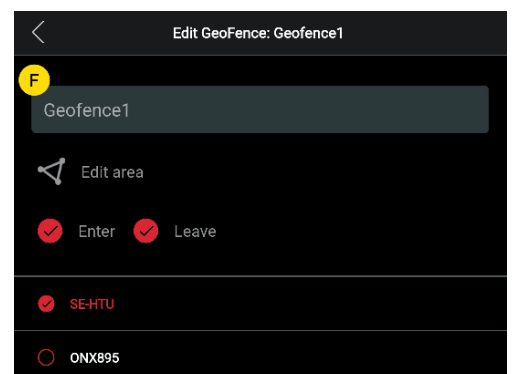 Edit GeoFence: Geofence1
F
Geofence1
Edit area
Enter Leave
SE-HTU
ONX895